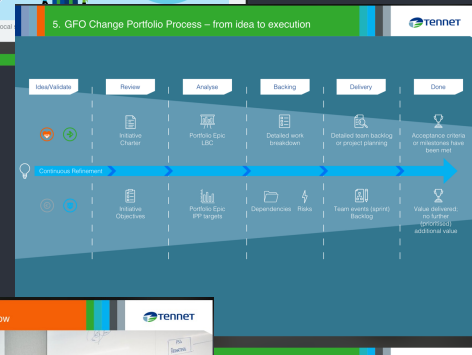 5. GFO Change Portfolio Process – from idea to execution
TENNET
Idea/Validate
Review
Analyse
Backing
Delivery
Done
Initiative
Charter
Portfolio Epic
LBC
Detailed work
breakdown
Detailed team backlog
or project planning
Acceptance criteria
or milestones have
been met
Continuous Refinement
Initiative
Objectives
Portfolio Epic
IPP targets
Dependencies
Risks
Team events (sprint)
Backlog
Value delivered,
no further
(prioritised)
additional value
TENNET